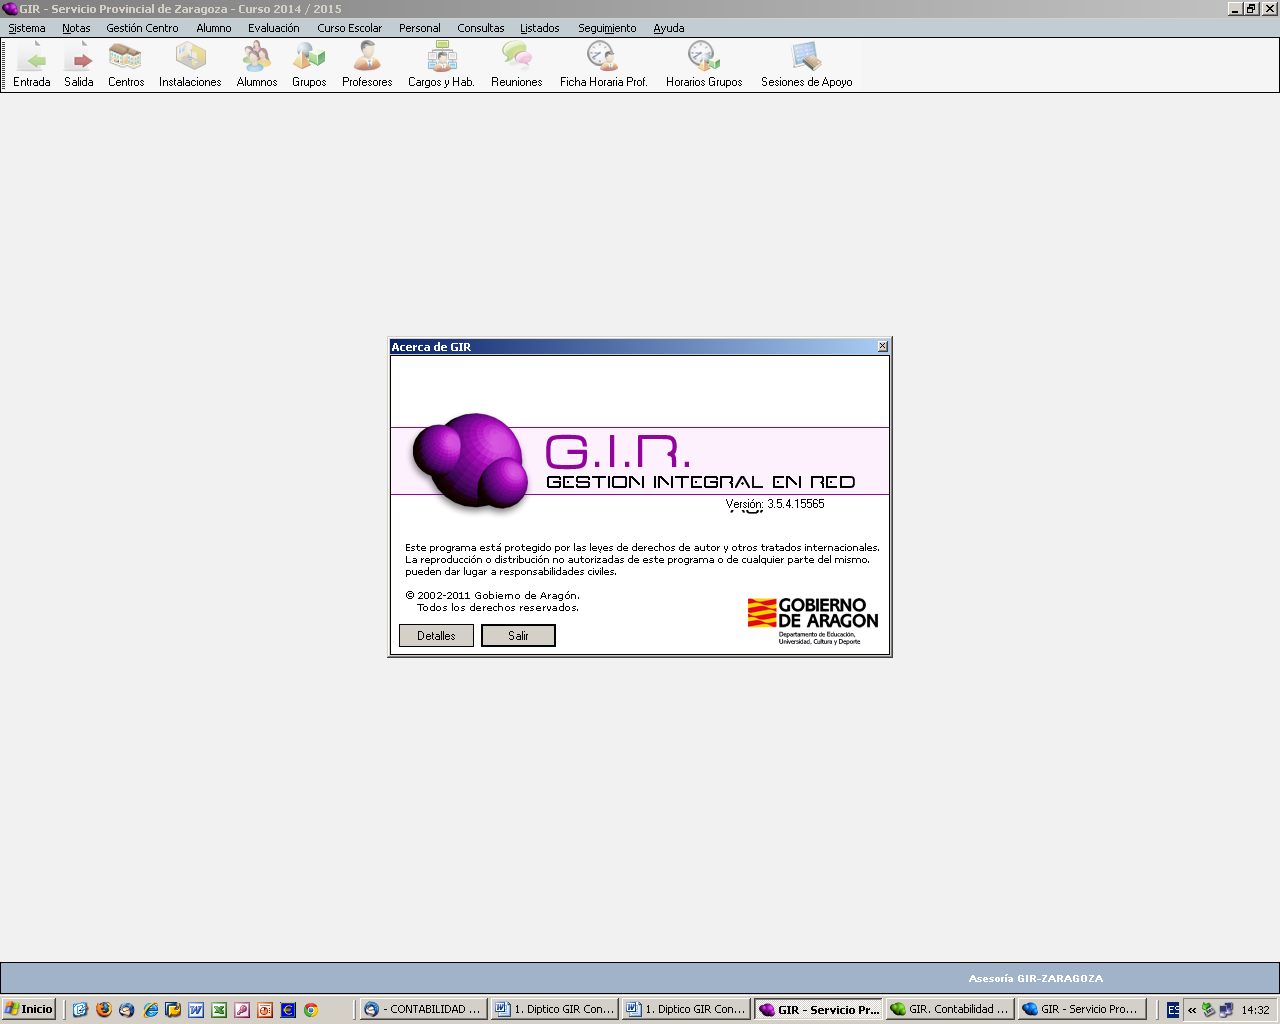 GIR - Servicio Provincial de Zaragoza - Curso 2014 / 2015
Sistema Notas Gestión Centro Alumno Evaluación Curso Escolar Personal Consultas Listados Seguimiento Ayuda
Entrada Salida Centros Instalaciones Alumnos Grupos Profesores Cargos y Hab. Reuniones Ficha Horaria Prof. Horarios Grupos Sesiones de Apoyo
Acerca de GIR
G.I.R.
GESTION INTEGRAL EN RED
Versión: 3.5.4.15565
Este programa está protegido por las leyes de derechos de autor y otros tratados internacionales.
La reproducción o distribución no autorizadas de este programa o de cualquier parte del mismo.
pueden dar lugar a responsabilidades civiles.
© 2002-2011 Gobierno de Aragón.
Todos los derechos reservados.
GOBIERNO
DE ARAGON
Departamento de Educación,
Universidad, Cultura y Deporte
Detalles Salir
Asesoría GIR-ZARAGOZA
Inicio - CONTABILIDAD ... 1. Diptico GIR Con... 1. Diptico GIR Con... GIR - Servicio Pr... GIR. Contabilidad ... GIR - Servicio Pro... ES « 14:32